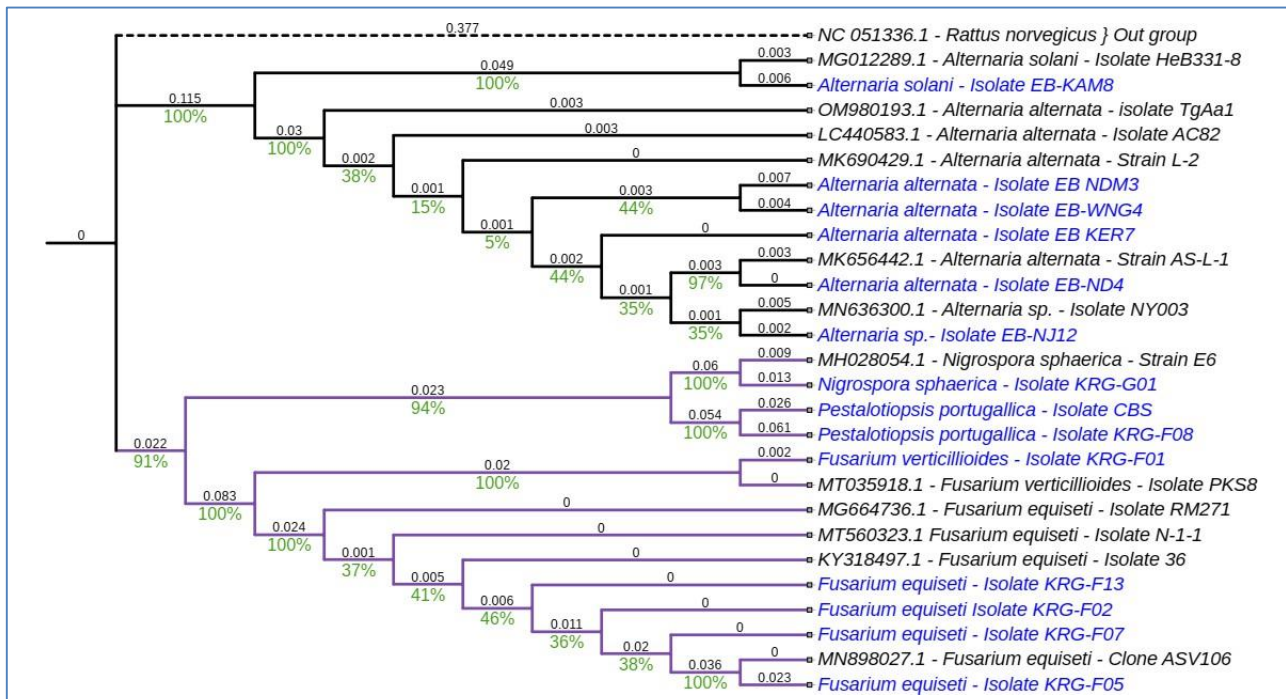 0.377
NC 051336.1 - Rattus norvegicus } Out group
0.003
MG012289.1 - Alternaria solani - Isolate HeB331-8
0.049
100%
0.006
Alternaria solani - Isolate EB-KAM8
0.115
100%
0.003
OM980193.1 - Alternaria alternata - isolate TgAa1
0.03
100%
0.003
LC440583.1 - Alternaria alternata - Isolate AC82
0.002
38%
0
MK690429.1 - Alternaria alternata - Strain L-2
0.001
15%
0.007
Alternaria alternata - Isolate EB NDM3
0.003
44%
0.004
Alternaria alternata - Isolate EB-WNG4
0.001
5%
0
Alternaria alternata - Isolate EB KER7
0
0.002
44%
0.003
MK656442.1 - Alternaria alternata - Strain AS-L-1
0.003
97%
0
Alternaria alternata - Isolate EB-ND4
0.001
35%
0.005
MN636300.1 - Alternaria sp. - Isolate NY003
0.001
35%
0.002
Alternaria sp.- Isolate EB-NJ12
0.009
MH028054.1 - Nigrospora sphaerica - Strain E6
0.06
100%
0.013
Nigrospora sphaerica - Isolate KRG-G01
0.023
94%
0.026
Pestalotiopsis portugallica - Isolate CBS
0.054
100%
0.061
Pestalotiopsis portugallica - Isolate KRG-F08
0.022
91%
0.002
Fusarium verticillioides - Isolate KRG-F01
0.02
100%
0
MT035918.1 - Fusarium verticillioides - Isolate PKS8
0.083
100%
0
MG664736.1 - Fusarium equiseti - Isolate RM271
0.024
100%
0
MT560323.1 Fusarium equiseti - Isolate N-1-1
0.001
37%
0
KY318497.1 - Fusarium equiseti - Isolate 36
0.005
41%
0
Fusarium equiseti - Isolate KRG-F13
0.006
46%
0
Fusarium equiseti Isolate KRG-F02
0.011
36%
0
Fusarium equiseti - Isolate KRG-F07
0.02
38%
0
MN898027.1 - Fusarium equiseti - Clone ASV106
0.036
100%
0.023
Fusarium equiseti - Isolate KRG-F05